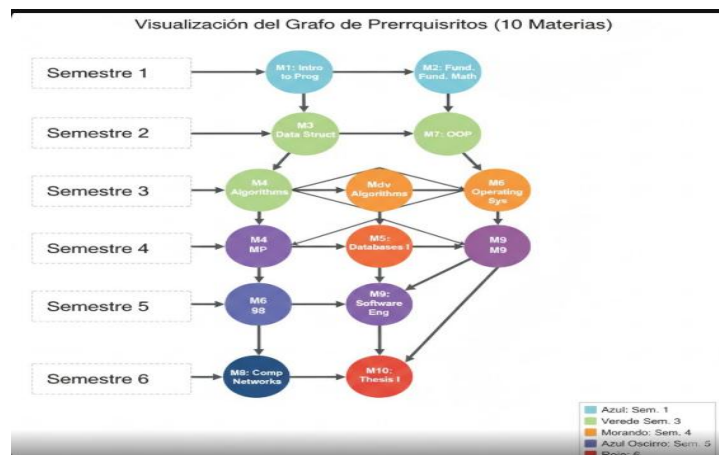 Visualización del Grafo de Prerrquisritos (10 Materias)
Semestre 1
M1: Intro
to Prog
M2: Fund.
Fund. Math
Semestre 2
M3
Data Struct
M7: OOP
Semestre 3
M4
Algorithms
Mdv
Algorithms
M6
Operating
Sys
Semestre 4
M4
MP
M5:
Databases I
M9
M9
Semestre 5
M6
98
M9:
Software
Eng
Semestre 6
M8: Comp
Networks
M10:
Thesis I
Azul: Sem. 1
Verede Sem. 3
Morando: Sem. 4
Azul Oscirro: Sem. 5
Rojo: 6